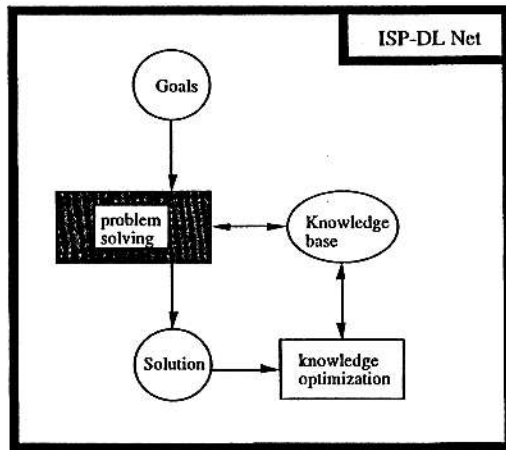 ISP-DL Net
Goals
problem
solving
Knowledge
base
Solution
knowledge
optimization